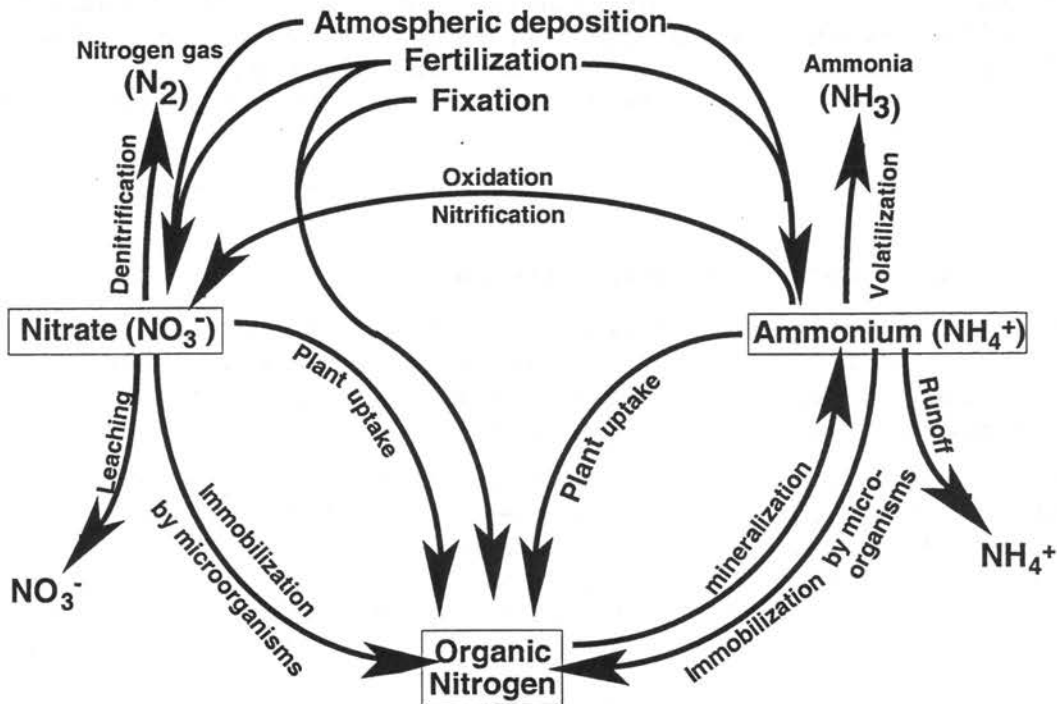 Atmospheric deposition
Nitrogen gas
(N₂)
Fertilization
Ammonia
(NH₃)
Fixation
Denitrification
Oxidation
Nitrification
Volatilization
Nitrate (NO₃⁻)
Ammonium (NH₄⁺)
Plant uptake
Plant uptake
Leaching
Runoff
Immobilization
by microorganisms
mineralization
Immobilization by micro-
organisms
NO₃⁻
NH₄⁺
Organic
Nitrogen